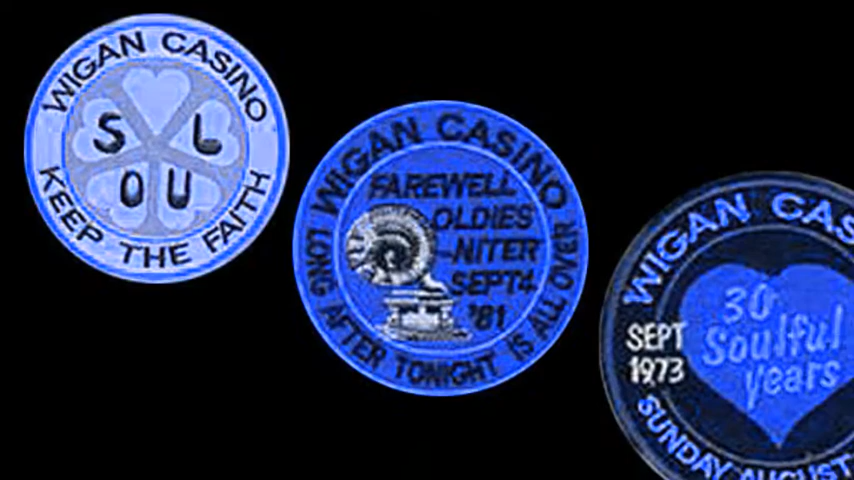 WIGAN CASINO
S L
O U
KEEP THE FAITH
WIGAN CASINO
FAREWELL
OLDIES
-NITER
SEPT4
'81
LONG AFTER TONIGHT IS ALL OVER
WIGAN CAS
30
Soulful
years
SEPT
1973
SUNDAY AUGUST